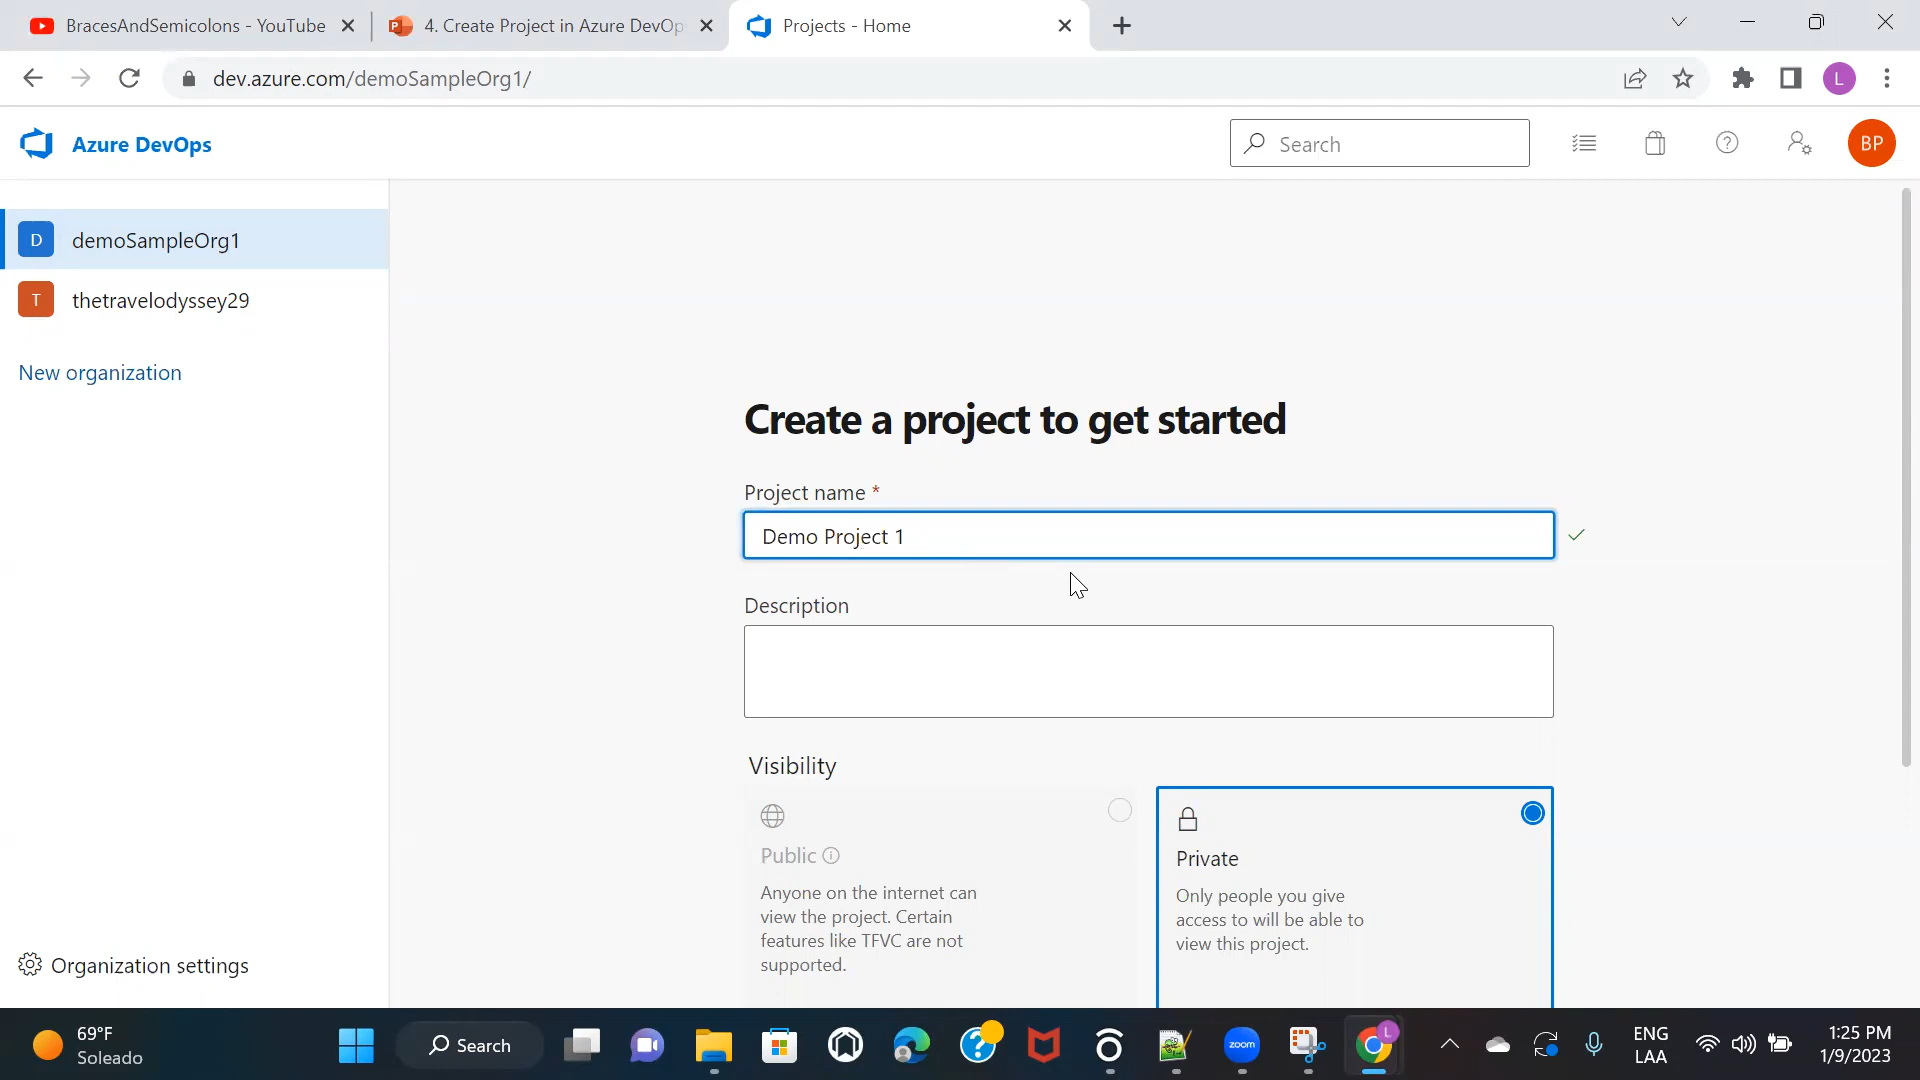 BracesAndSemicolons - YouTube
4. Create Project in Azure DevOp
Projects - Home
dev.azure.com/demoSampleOrg1/
L
Azure DevOps
Search
BP
D demoSampleOrg1
T thetravelodyssey29
New organization
Create a project to get started
Project name *
Demo Project 1
Description
Visibility
Public
Anyone on the internet can
view the project. Certain
features like TFVC are not
supported.
Private
Only people you give
access to will be able to
view this project.
Organization settings
69°F
Soleado
Search
zoom
L
ENG
LAA
1:25 PM
1/9/2023